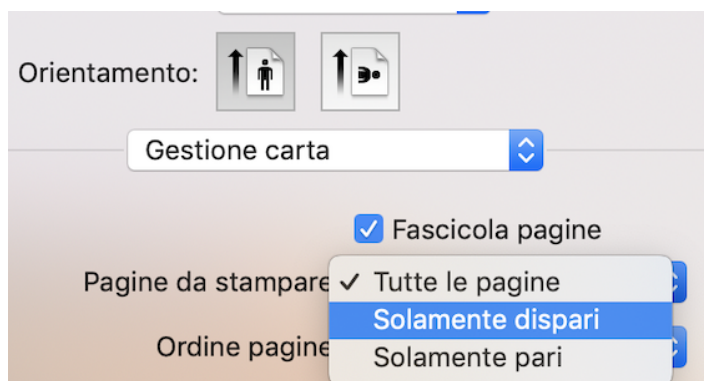 Orientamento:
Gestione carta
Fascicola pagine
Pagine da stampare ✓ Tutte le pagine
Solamente dispari
Ordine pagine
Solamente pari